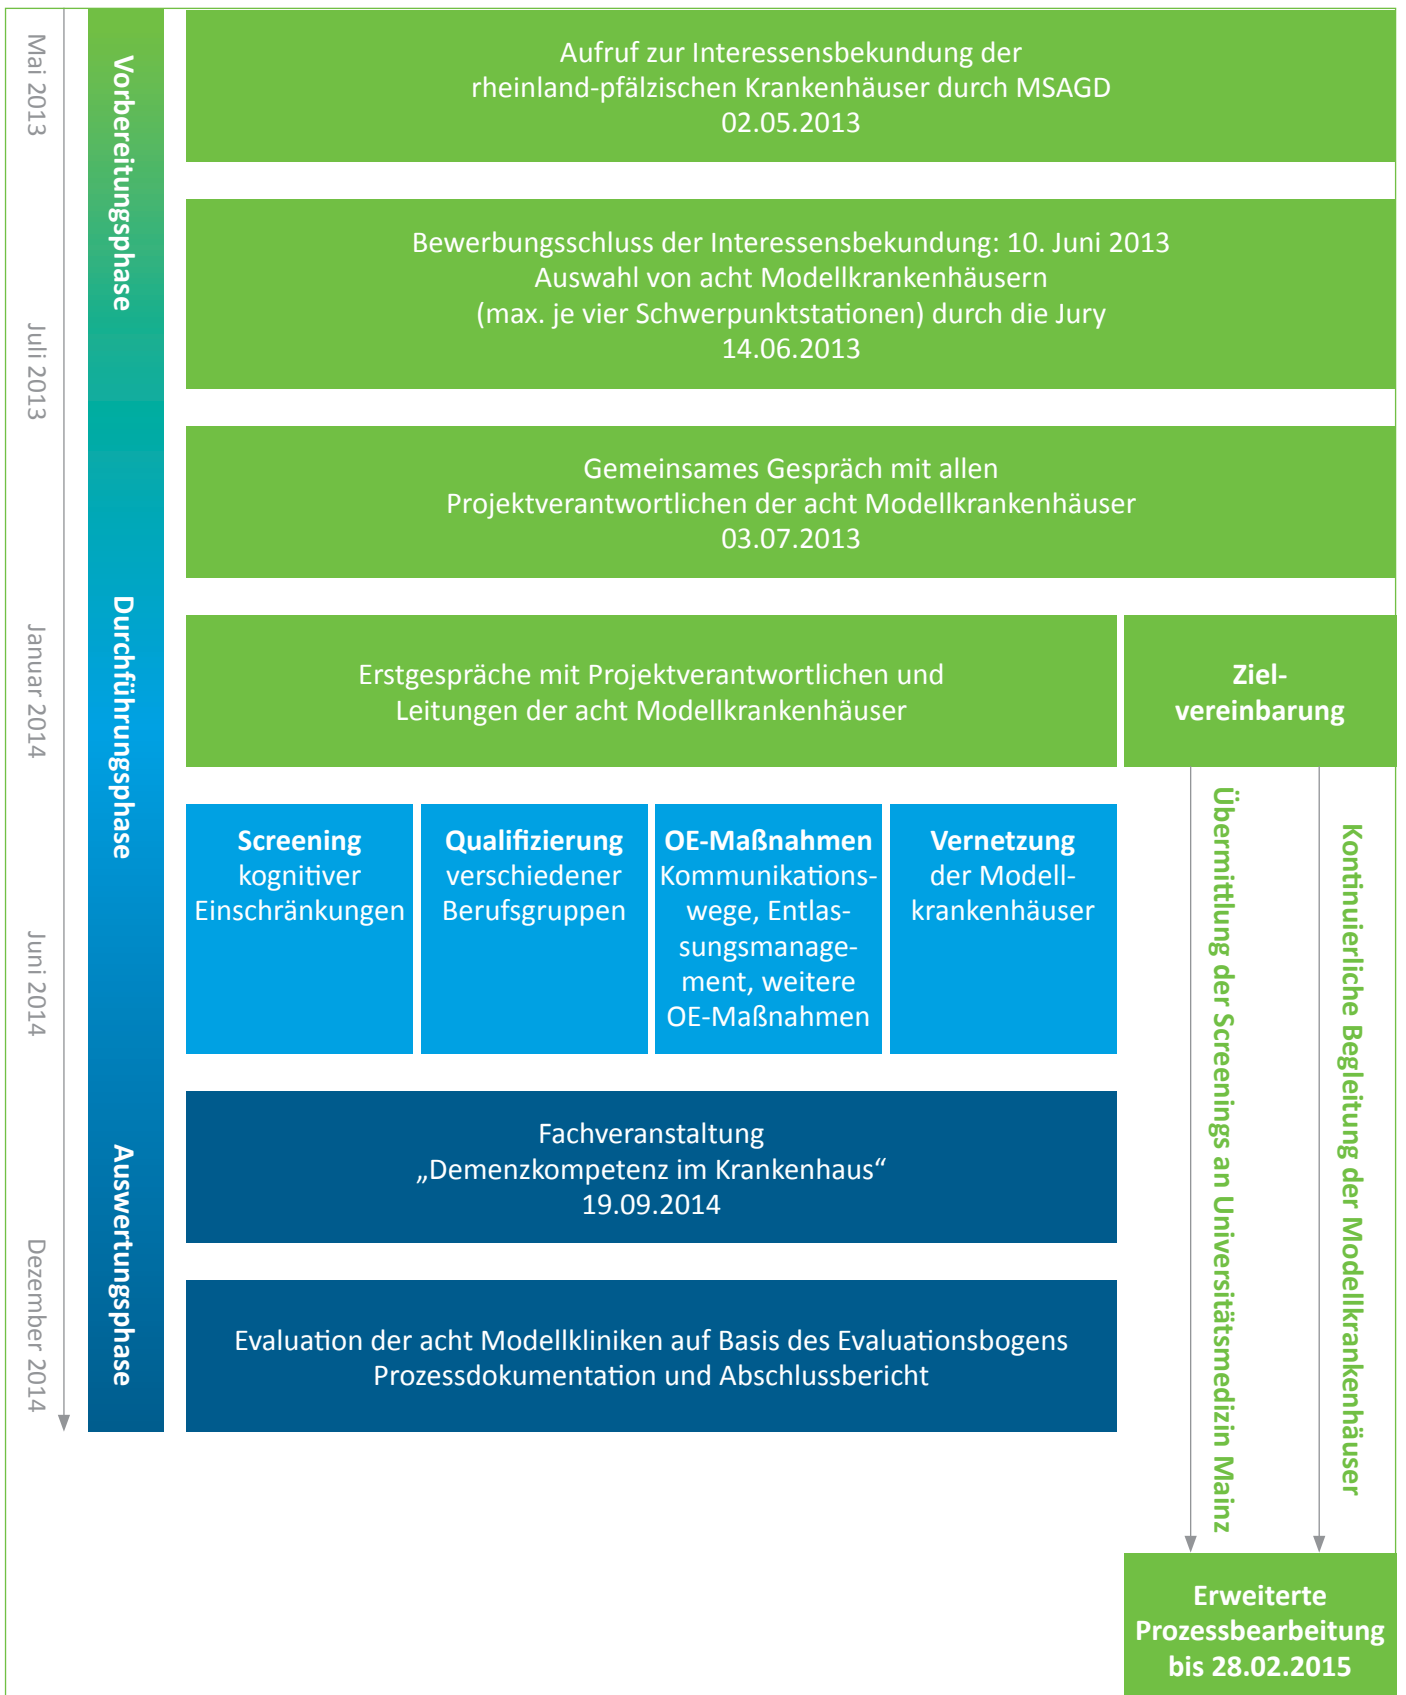 Mai 2013
Juli 2013
Januar 2014
Juni 2014
Dezember 2014
Vorbereitungsphase
Durchführungsphase
Auswertungsphase
Aufruf zur Interessensbekundung der
rheinland-pfälzischen Krankenhäuser durch MSAGD
02.05.2013
Bewerbungsschluss der Interessensbekundung: 10. Juni 2013
Auswahl von acht Modellkrankenhäusern
(max. je vier Schwerpunktstationen) durch die Jury
14.06.2013
Gemeinsames Gespräch mit allen
Projektverantwortlichen der acht Modellkrankenhäuser
03.07.2013
Erstgespräche mit Projektverantwortlichen und
Leitungen der acht Modellkrankenhäuser
Ziel-
vereinbarung
Screening
kognitiver
Einschränkungen
Qualifizierung
verschiedener
Berufsgruppen
OE-Maßnahmen
Kommunikations-
wege, Entlas-
sungsmanage-
ment, weitere
OE-Maßnahmen
Vernetzung
der Modell-
krankenhäuser
Fachveranstaltung
„Demenzkompetenz im Krankenhaus“
19.09.2014
Evaluation der acht Modellkliniken auf Basis des Evaluationsbogens
Prozessdokumentation und Abschlussbericht
Übermittlung der Screenings an Universitätsmedizin Mainz
Kontinuierliche Begleitung der Modellkrankenhäuser
Erweiterte
Prozessbearbeitung
bis 28.02.2015